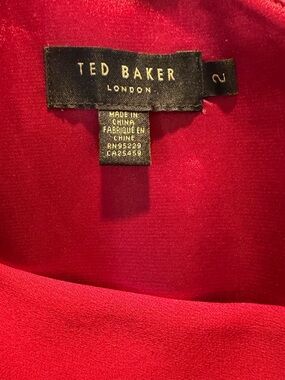 TED BAKER
LONDON
2
MADE IN
CHINA
FABRIQUÉ EN
CHINE
RN95229
CA25459